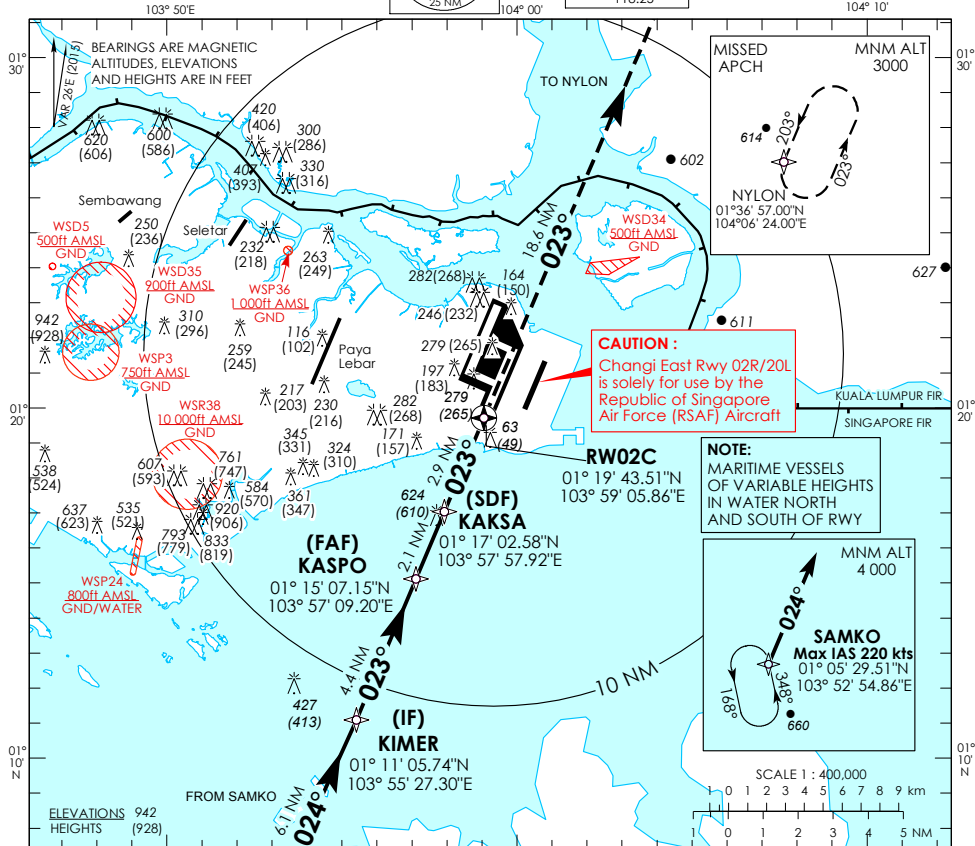 103° 50'E
25 NM
104° 00'
104° 10'
01°
30'
VAR 26'E (2015)
BEARINGS ARE MAGNETIC
ALTITUDES, ELEVATIONS
AND HEIGHTS ARE IN FEET
TO NYLON
MISSED
APCH
MNM ALT
3000
614
203°
023°
NYLON
01°36' 57.00"N
104°06' 24.00"E
01°
30'
620
(606)
600
(586)
420
(406)
300
(286)
407
(393)
330
(316)
602
Sembawang
250
(236)
Seletar
232
(218)
263
(249)
WSD5
500ft AMSL
GND
WSD35
900ft AMSL
GND
WSP36
1 000ft AMSL
GND
18.6 NM
023°
WSD34
500ft AMSL
GND
627
611
282(268)
164
(150)
246 (232)
942
(928)
310
(296)
259
(245)
116
(102)
Paya
Lebar
279 (265)
197
(183)
279
(265)
CAUTION :
Changi East Rwy 02R/20L
is solely for use by the
Republic of Singapore
Air Force (RSAF) Aircraft
WSP3
750ft AMSL
GND
WSR38
10 000ft AMSL
GND
217
(203)
230
(216)
282
(268)
171
(157)
63
(49)
KUALA LUMPUR FIR
SINGAPORE FIR
01°
20'
01°
20'
RW02C
01° 19' 43.51"N
103° 59' 05.86"E
NOTE:
MARITIME VESSELS
OF VARIABLE HEIGHTS
IN WATER NORTH
AND SOUTH OF RWY
538
(524)
607
(593)
761
(747)
345
(331)
324
(310)
584
(570)
361
(347)
637
(623)
535
(521)
920
(906)
793
(779)
833
(819)
2.9 NM
023°
624
(610)
(SDF)
KAKSA
01° 17' 02.58"N
103° 57' 57.92"E
2.1 NM
(FAF)
KASPO
01° 15' 07.15"N
103° 57' 09.20"E
WSP24
800ft AMSL
GND/WATER
MNM ALT
4 000
024°
SAMKO
Max IAS 220 kts
01° 05' 29.51"N
103° 52' 54.86"E
168°
348°
660
4.4 NM
023°
10 NM
427
(413)
(IF)
KIMER
01° 11' 05.74"N
103° 55' 27.30"E
01°
10'
N
01°
10'
N
FROM SAMKO
6.1 NM
024°
ELEVATIONS 942
HEIGHTS (928)
SCALE 1 : 400,000
1 0 1 2 3 4 5 6 7 8 9 km
1 0 1 2 3 4 5 NM